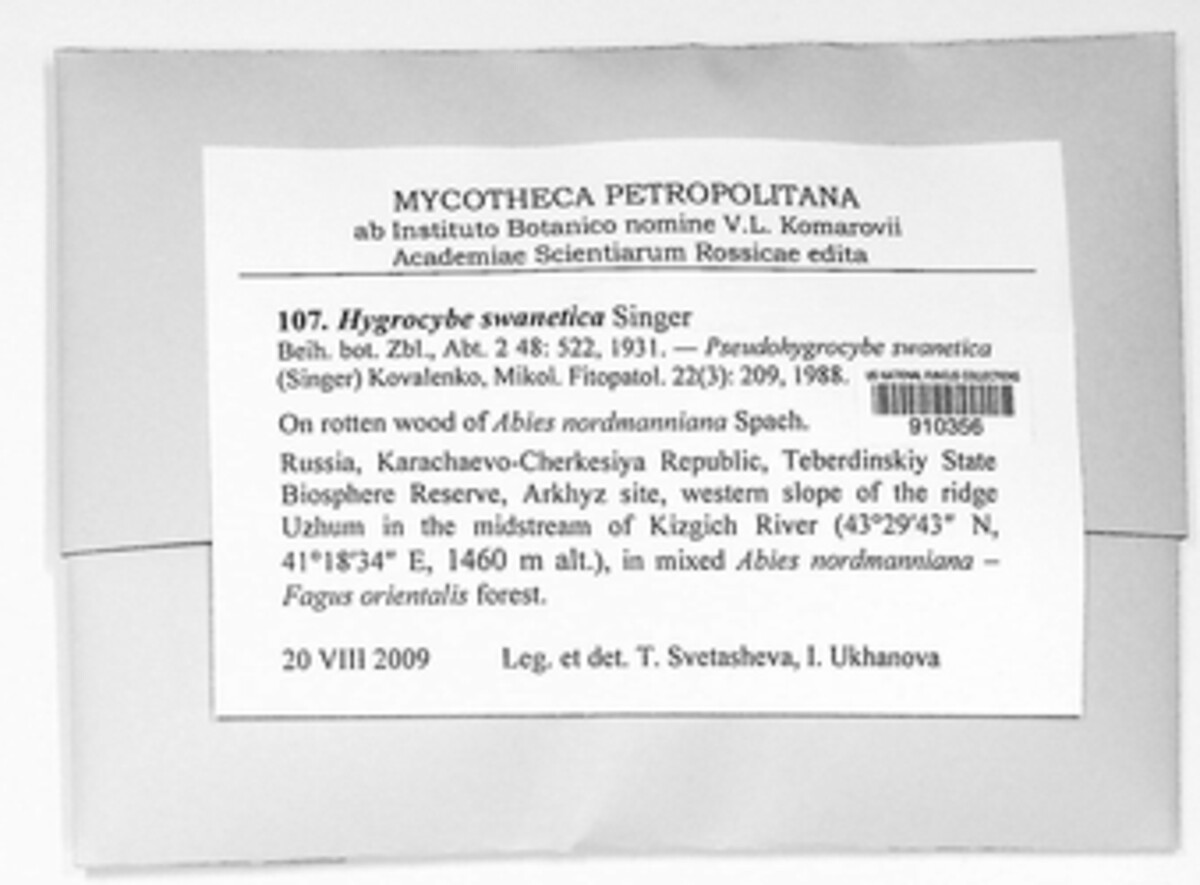 MYCOTHECA PETROPOLITANA
ab Instituto Botanico nomine V.L. Komarovii
Academiae Scientiarum Rossicae edita
107. Hygrocybe swanetica Singer
Beih. bot. Zbl., Abt. 2 48: 522, 1931. — Pseudohygrocybe swanetica
(Singer) Kovalenko, Mikol. Fitopatol. 22(3): 209, 1988.
US NATIONAL FUNGUS COLLECTIONS
910356
On rotten wood of Abies nordmanniana Spach.
Russia, Karachaevo-Cherkesiya Republic, Teberdinskiy State
Biosphere Reserve, Arkhyz site, western slope of the ridge
Uzhum in the midstream of Kizgich River (43°29'43" N,
41°18'34" E, 1460 m alt.), in mixed Abies nordmanniana –
Fagus orientalis forest.
20 VIII 2009 Leg. et det. T. Svetasheva, I. Ukhanova